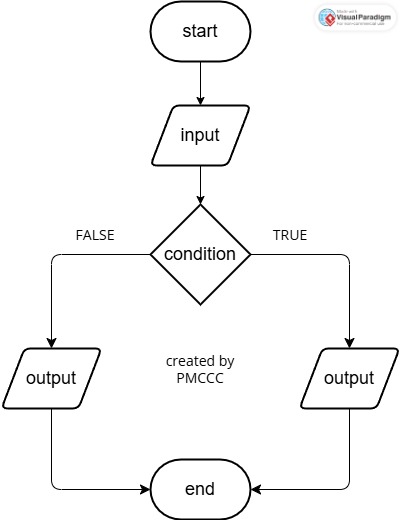 start
Made with
Visual Paradigm
For non-commercial use
input
FALSE
TRUE
condition
output
created by
PMCCC
output
end